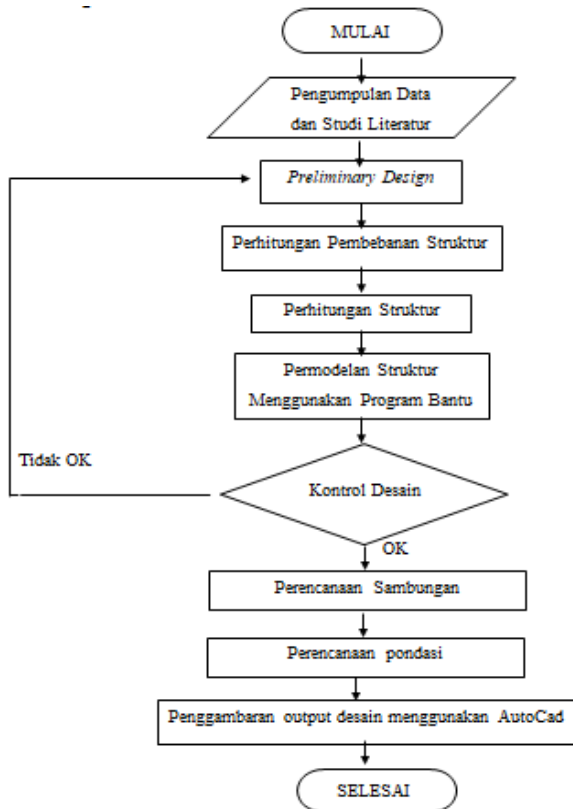 MULAI
Pengumpulan Data
dan Studi Literatur
Preliminary Design
Perhitungan Pembebanan Struktur
Perhitungan Struktur
Permodelan Struktur
Menggunakan Program Bantu
Tidak OK
Kontrol Desain
OK
Perencanaan Sambungan
Perencanaan pondasi
Penggambaran output desain menggunakan AutoCad
SELESAI